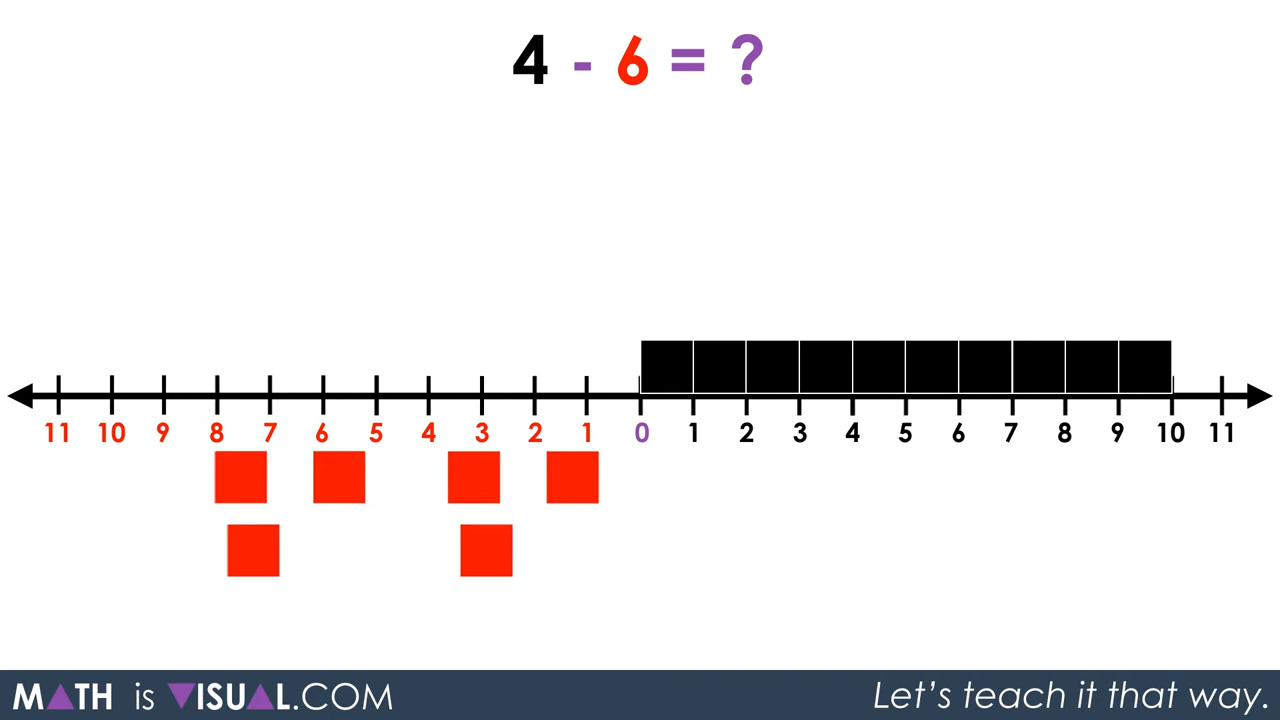 4 - 6 = ?
11 10 9 8 7 6 5 4 3 2 1 0 1 2 3 4 5 6 7 8 9 10 11
MATH is VISUAL.COM
Let's teach it that way.